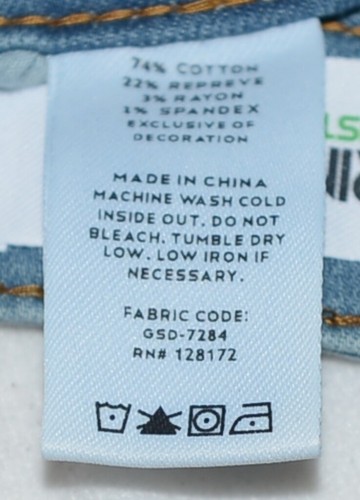 74% COTTON
22% REPREVE
3% RAYON
1% SPANDEX
EXCLUSIVE OF
DECORATION
MADE IN CHINA
MACHINE WASH COLD
INSIDE OUT. DO NOT
BLEACH. TUMBLE DRY
LOW. LOW IRON IF
NECESSARY.
FABRIC CODE:
GSD-7284
RN# 128172
ST